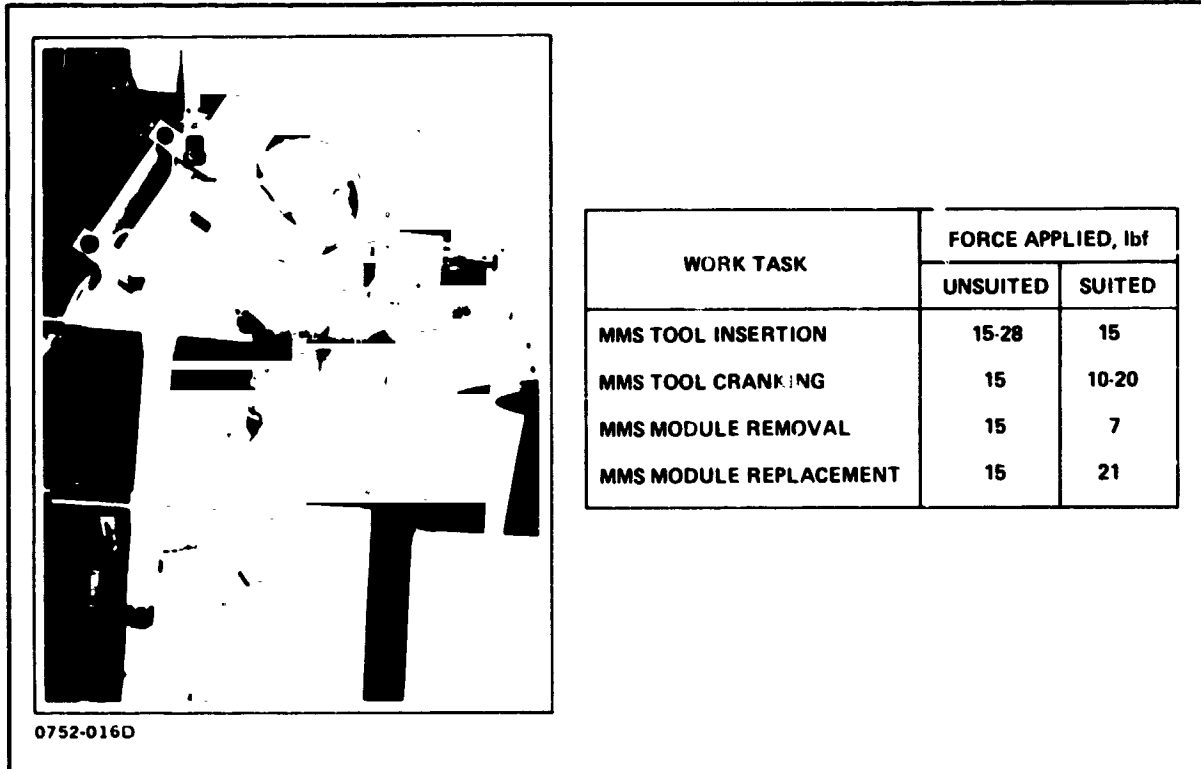 WORK TASK
FORCE APPLIED, lbf
UNSUITED SUITED
MMS TOOL INSERTION 15-28 15
MMS TOOL CRANKING 15 10-20
MMS MODULE REMOVAL 15 7
MMS MODULE REPLACEMENT 15 21
0752-016D